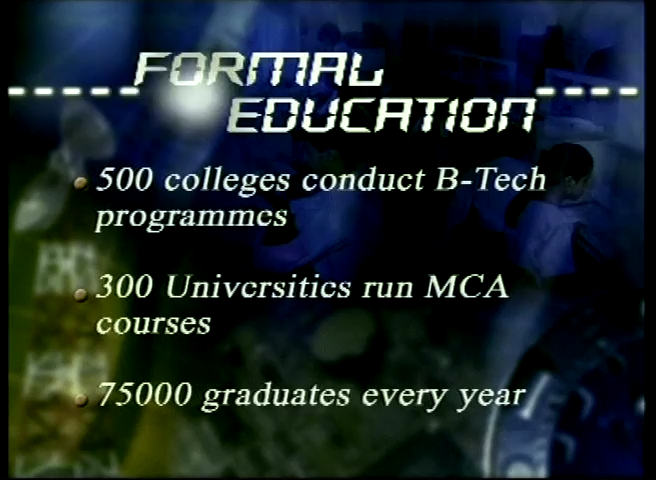 FORMAL
EDUCATION
500 colleges conduct B-Tech
programmes
300 Universities run MCA
courses
75000 graduates every year